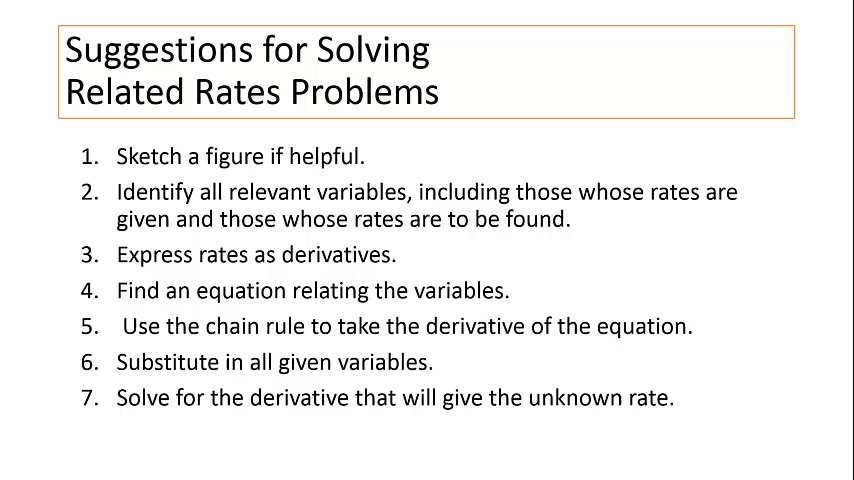 Suggestions for Solving
Related Rates Problems
1. Sketch a figure if helpful.
2. Identify all relevant variables, including those whose rates are
given and those whose rates are to be found.
3. Express rates as derivatives.
4. Find an equation relating the variables.
5. Use the chain rule to take the derivative of the equation.
6. Substitute in all given variables.
7. Solve for the derivative that will give the unknown rate.